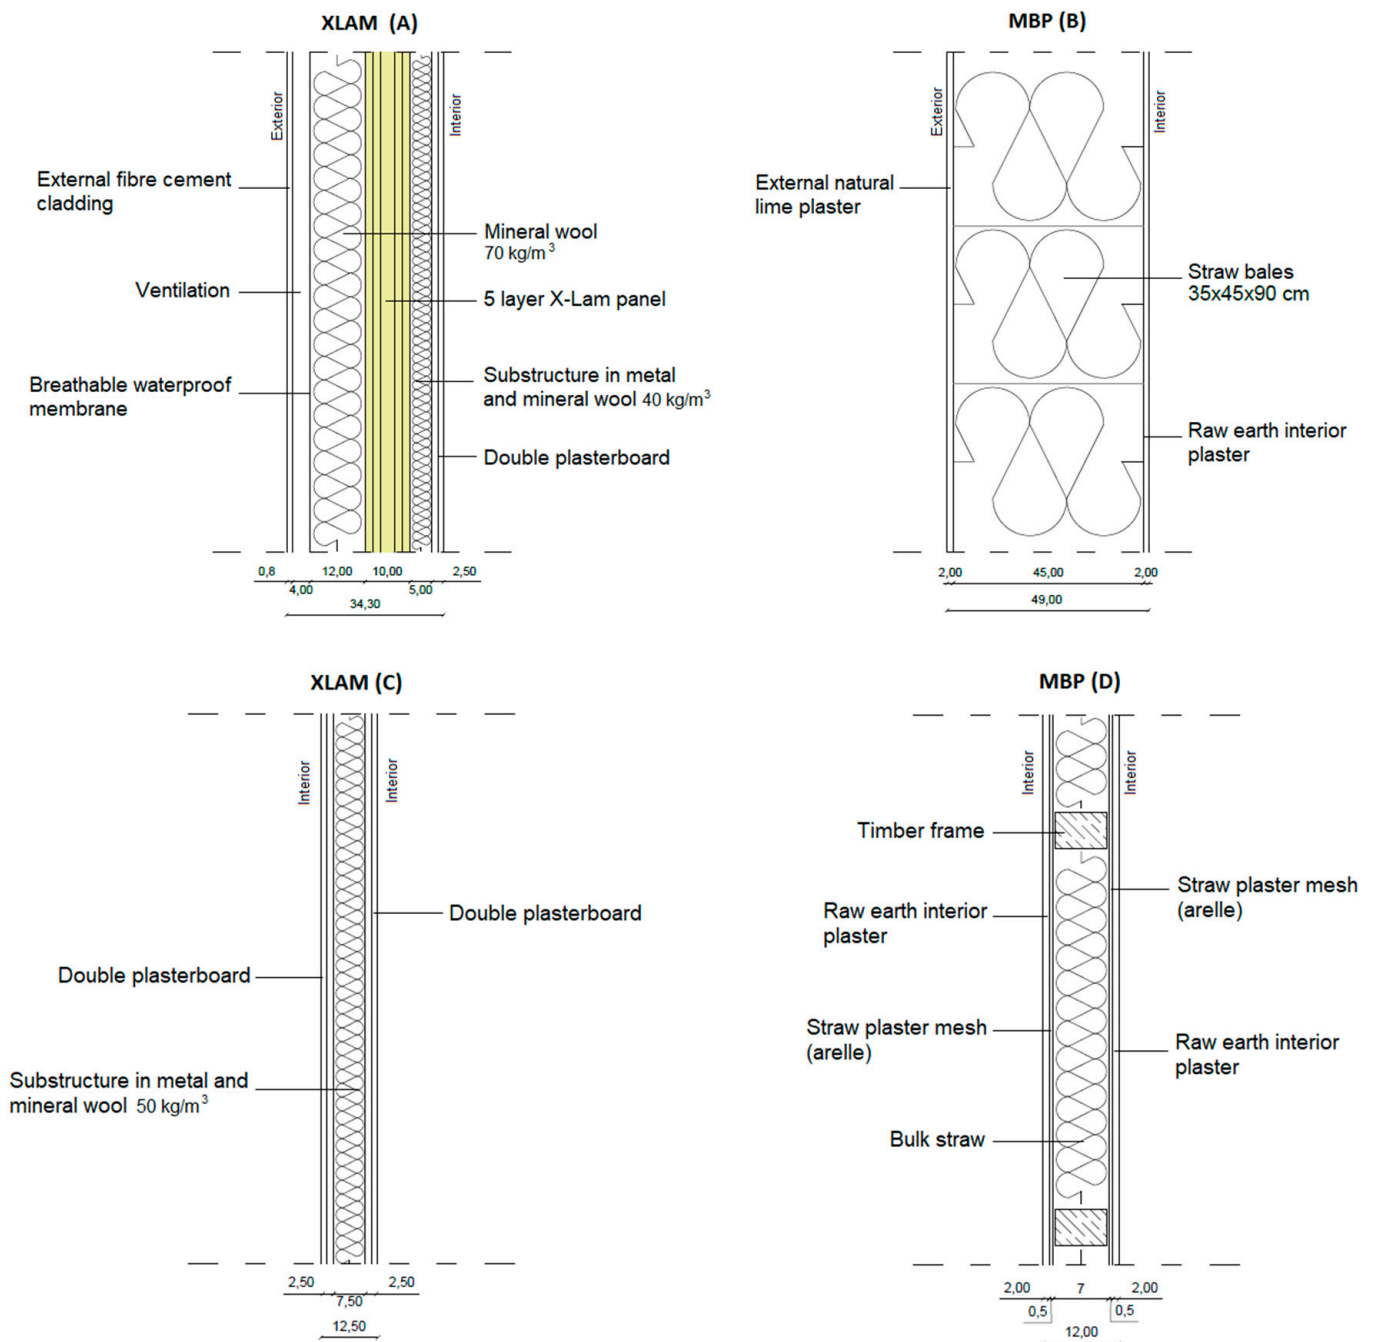 XLAM (A)
Exterior
Interior
External fibre cement
cladding
Ventilation
Breathable waterproof
membrane
Mineral wool
70 kg/m³
5 layer X-Lam panel
Substructure in metal
and mineral wool 40 kg/m³
Double plasterboard
0,8
12,00
10,00
2,50
4,00
5,00
34,30
MBP (B)
Exterior
Interior
External natural
lime plaster
Straw bales
35x45x90 cm
Raw earth interior
plaster
2,00
45,00
2,00
49,00
XLAM (C)
Interior
Interior
Double plasterboard
Double plasterboard
Substructure in metal and
mineral wool 50 kg/m³
2,50
2,50
7,50
12,50
MBP (D)
Interior
Interior
Timber frame
Straw plaster mesh
(arelle)
Raw earth interior
plaster
Straw plaster mesh
(arelle)
Raw earth interior
plaster
Bulk straw
2,00
7
2,00
0,5
0,5
12,00